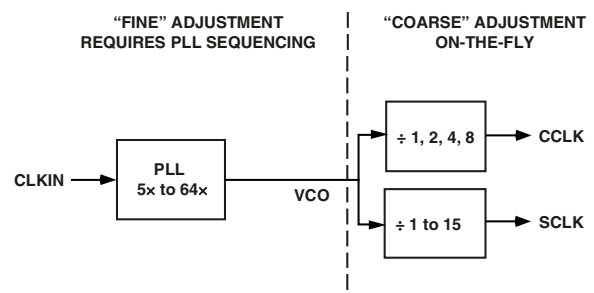 “FINE” ADJUSTMENT
REQUIRES PLL SEQUENCING
“COARSE” ADJUSTMENT
ON-THE-FLY
CLKIN
PLL
5× to 64×
VCO
÷ 1, 2, 4, 8
CCLK
÷ 1 to 15
SCLK